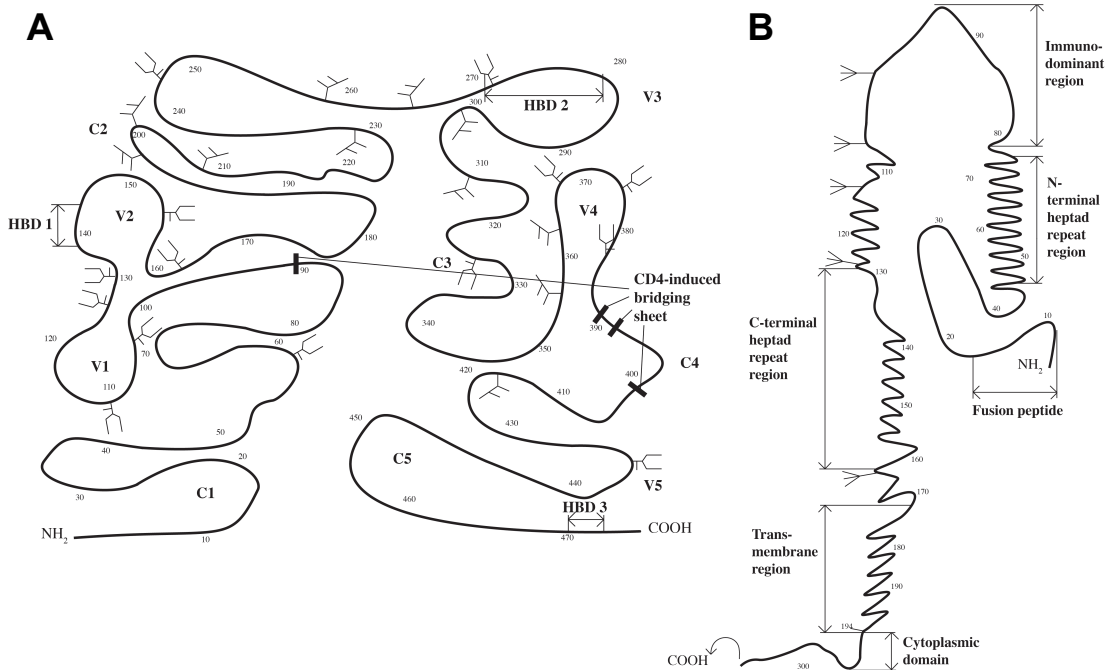 A
B
250
240
260
270
280
V3
HBD 2
300
290
C2
200
210
230
220
190
150
V2
HBD 1
140
130
160
170
180
90
100
120
V1
110
70
80
60
50
40
30
20
C1
10
NH2
310
320
C3
330
340
350
360
370
V4
380
390
CD4-induced
bridging
sheet
400
C4
410
420
430
450
C5
440
V5
460
HBD 3
470
COOH
90
Immuno-
dominant
region
80
110
70
N-
terminal
heptad
repeat
region
60
50
40
30
20
10
NH2
Fusion peptide
120
130
C-terminal
heptad
repeat
region
140
150
160
170
Trans-
membrane
region
180
190
194
Cytoplasmic
domain
COOH
300